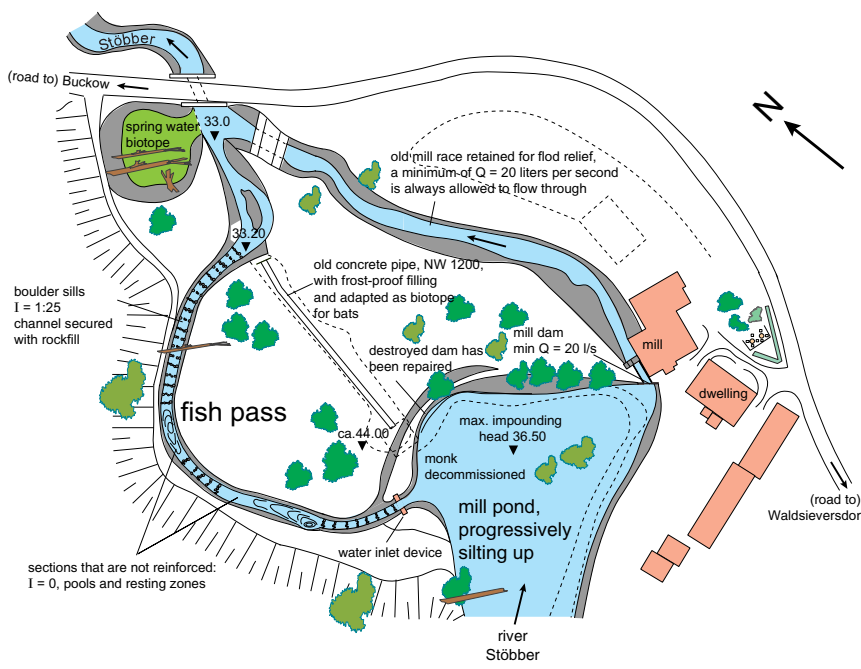 Stöbber
(road to) Buckow
N
spring water
biotope
33.0
old mill race retained for flod relief,
a minimum of Q = 20 liters per second
is always allowed to flow through
33.20
old concrete pipe, NW 1200,
with frost-proof filling
and adapted as biotope
for bats
boulder sills
I = 1:25
channel secured
with rockfill
mill dam
min Q = 20 l/s
mill
destroyed dam has
been repaired
dwelling
fish pass
ca.44.00
max. impounding
head 36.50
monk
decommissioned
(road to)
Waldsieversdor
mill pond,
progressively
silting up
water inlet device
sections that are not reinforced:
I = 0, pools and resting zones
river
Stöbber